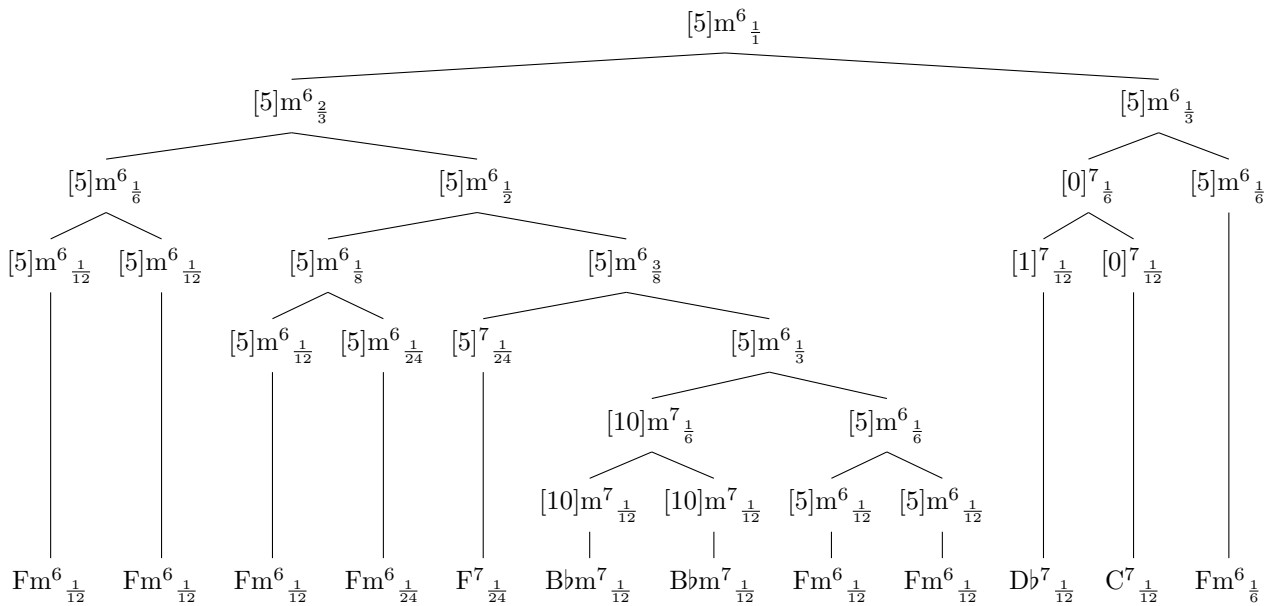 [5]m⁶ 1/1
[5]m⁶ 2/3 [5]m⁶ 1/3
[5]m⁶ 1/6 [5]m⁶ 1/2 [0]⁷ 1/6 [5]m⁶ 1/6
[5]m⁶ 1/12 [5]m⁶ 1/12 [5]m⁶ 1/8 [5]m⁶ 3/8 [1]⁷ 1/12 [0]⁷ 1/12
[5]m⁶ 1/12 [5]m⁶ 1/24 [5]⁷ 1/24 [5]m⁶ 1/3
[10]m⁷ 1/6 [5]m⁶ 1/6
[10]m⁷ 1/12 [10]m⁷ 1/12 [5]m⁶ 1/12 [5]m⁶ 1/12
Fm⁶ 1/12 Fm⁶ 1/12 Fm⁶ 1/12 Fm⁶ 1/24 F⁷ 1/24 B♭m⁷ 1/12 B♭m⁷ 1/12 Fm⁶ 1/12 Fm⁶ 1/12 D♭⁷ 1/12 C⁷ 1/12 Fm⁶ 1/6